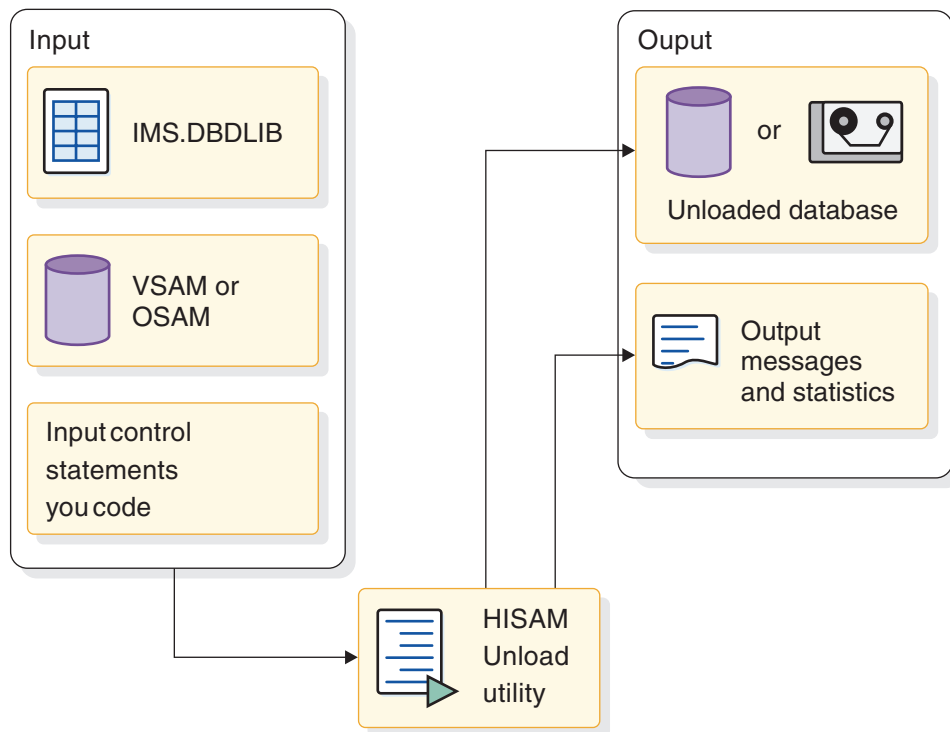 Input
IMS.DBDLIB
VSAM or
OSAM
Input control
statements
you code
HISAM
Unload
utility
Ouput
or
Unloaded database
Output
messages
and statistics